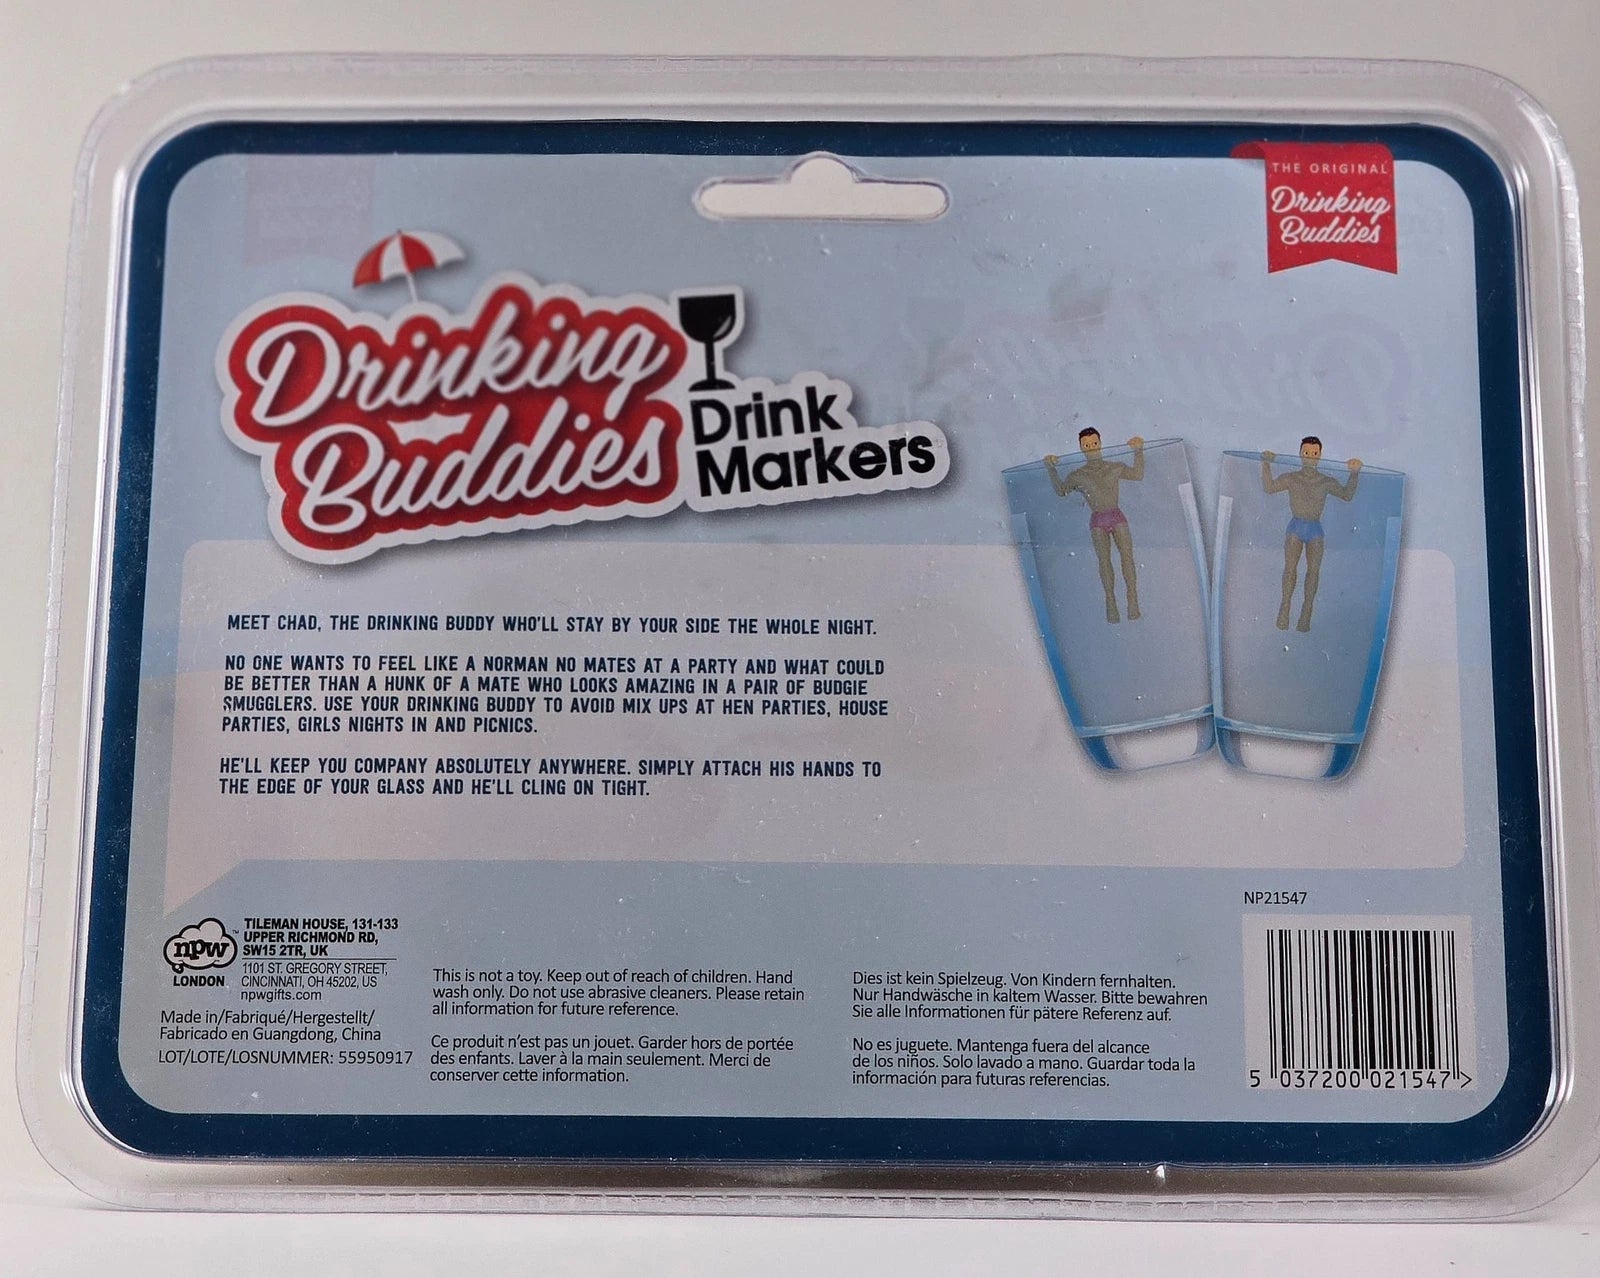 THE ORIGINAL
Drinking
Buddies
Drinking
Buddies
Drink
Markers
MEET CHAD, THE DRINKING BUDDY WHO'LL STAY BY YOUR SIDE THE WHOLE NIGHT.
NO ONE WANTS TO FEEL LIKE A NORMAN NO MATES AT A PARTY AND WHAT COULD
BE BETTER THAN A HUNK OF A MATE WHO LOOKS AMAZING IN A PAIR OF BUDGIE
SMUGGLERS. USE YOUR DRINKING BUDDY TO AVOID MIX UPS AT HEN PARTIES, HOUSE
PARTIES, GIRLS NIGHTS IN AND PICNICS.
HE'LL KEEP YOU COMPANY ABSOLUTELY ANYWHERE. SIMPLY ATTACH HIS HANDS TO
THE EDGE OF YOUR GLASS AND HE'LL CLING ON TIGHT.
npw™
LONDON
TILEMAN HOUSE, 131-133
UPPER RICHMOND RD,
SW15 2TR, UK
1101 ST. GREGORY STREET,
CINCINNATI, OH 45202, US
npwgifts.com
Made in/Fabriqué/Hergestellt/
Fabricado en Guangdong, China
LOT/LOTE/LOSNUMMER: 55950917
This is not a toy. Keep out of reach of children. Hand
wash only. Do not use abrasive cleaners. Please retain
all information for future reference.
Ce produit n'est pas un jouet. Garder hors de portée
des enfants. Laver à la main seulement. Merci de
conserver cette information.
Dies ist kein Spielzeug. Von Kindern fernhalten.
Nur Handwäsche in kaltem Wasser. Bitte bewahren
Sie alle Informationen für pätere Referenz auf.
No es juguete. Mantenga fuera del alcance
de los niños. Solo lavado a mano. Guardar toda la
información para futuras referencias.
NP21547
5 037200 021547 >